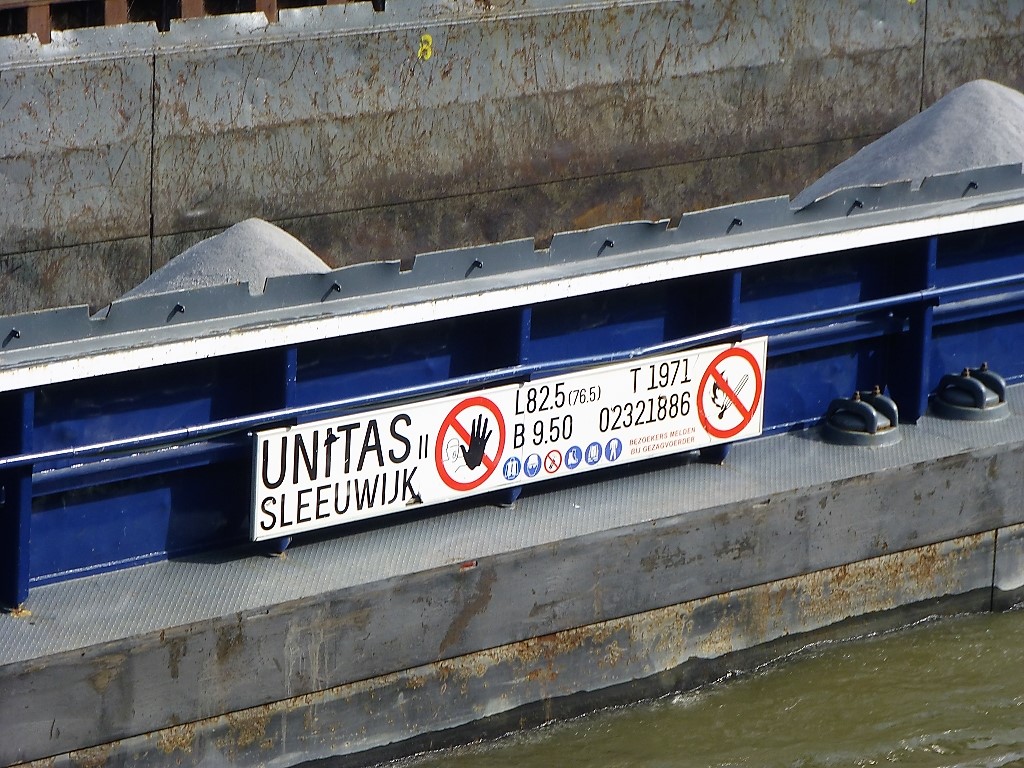 8
UNITAS II
SLEEUWIJK
L82.5 (76.5)
B 9.50
T 1971
02321886
BEZOEKERS MELDEN
BIJ GEZAGVOERDER